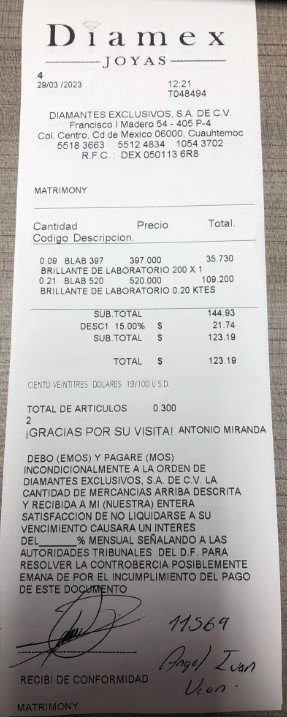 Diamex
JOYAS
4
29/03 /2023 12:21
T048494
DIAMANTES EXCLUSIVOS, S.A. DE C.V.
Francisco I Madero 54 - 405 P-4
Col. Centro, Cd de Mexico 06000, Cuauhtemoc
5518 3663 5512 4834 1054 3702
R.F.C. : DEX 050113 6R8
MATRIMONY
Cantidad Precio Total.
Codigo Descripcion.
0.09 BLAB 397 397.000 35.730
BRILLANTE DE LABORATORIO 200 X 1
0.21 BLAB 520 520.000 109.200
BRILLANTE DE LABORATORIO 0.20 KTES
SUB.TOTAL 144.93
DESC1 15.00% $ 21.74
SUB.TOTAL $ 123.19
TOTAL $ 123.19
CIENTO VEINTITRES DOLARES 19/100 U.S.D.
TOTAL DE ARTICULOS 0.300
2
¡GRACIAS POR SU VISITA! ANTONIO MIRANDA
DEBO (EMOS) Y PAGARE (MOS)
INCONDICIONALMENTE A LA ORDEN DE
DIAMANTES EXCLUSIVOS, S.A. DE C.V. LA
CANTIDAD DE MERCANCIAS ARRIBA DESCRITA
Y RECIBIDA A MI (NUESTRA) ENTERA
SATISFACCION DE NO LIQUIDARSE A SU
VENCIMIENTO CAUSARA UN INTERES
DEL______% MENSUAL SEÑALANDO A LAS
AUTORIDADES TRIBUNALES DEL D.F. PARA
RESOLVER LA CONTROBERCIA POSIBLEMENTE
EMANA DE POR EL INCUMPLIMIENTO DEL PAGO
DE ESTE DOCUMENTO
11569
Angel Ivan
RECIBI DE CONFORMIDAD
MATRIMONY